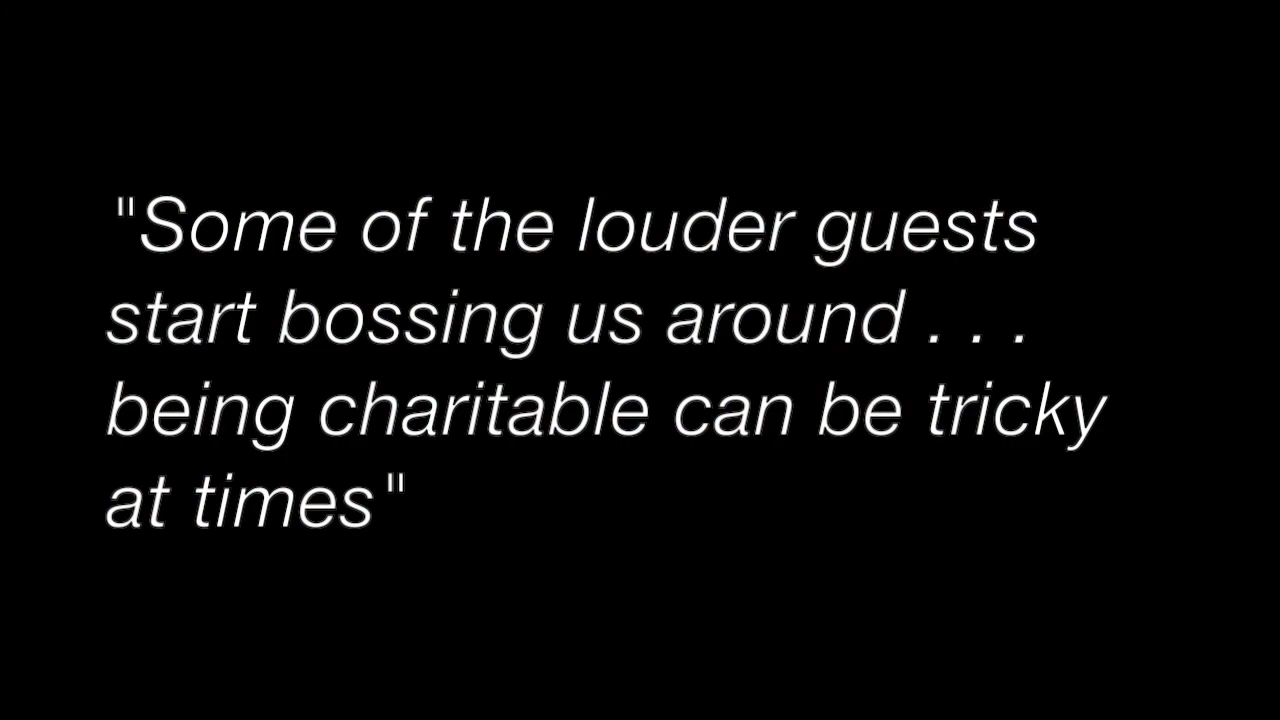 "Some of the louder guests
start bossing us around . . .
being charitable can be tricky
at times"